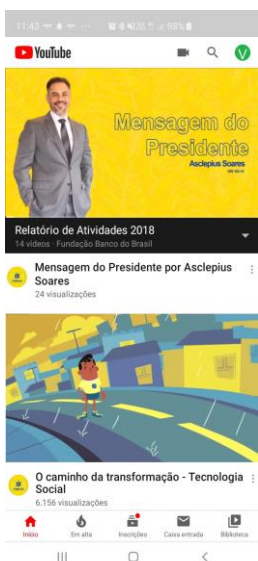 11:43
98%
YouTube
V
Mensagem do
Presidente
Asclepius Soares
Relatório de Atividades 2018
14 vídeos · Fundação Banco do Brasil
Mensagem do Presidente por Asclepius
Soares
24 visualizações
O caminho da transformação - Tecnologia
Social
6.156 visualizações
Início
Em alta
Inscrições
Caixa entrada
Biblioteca